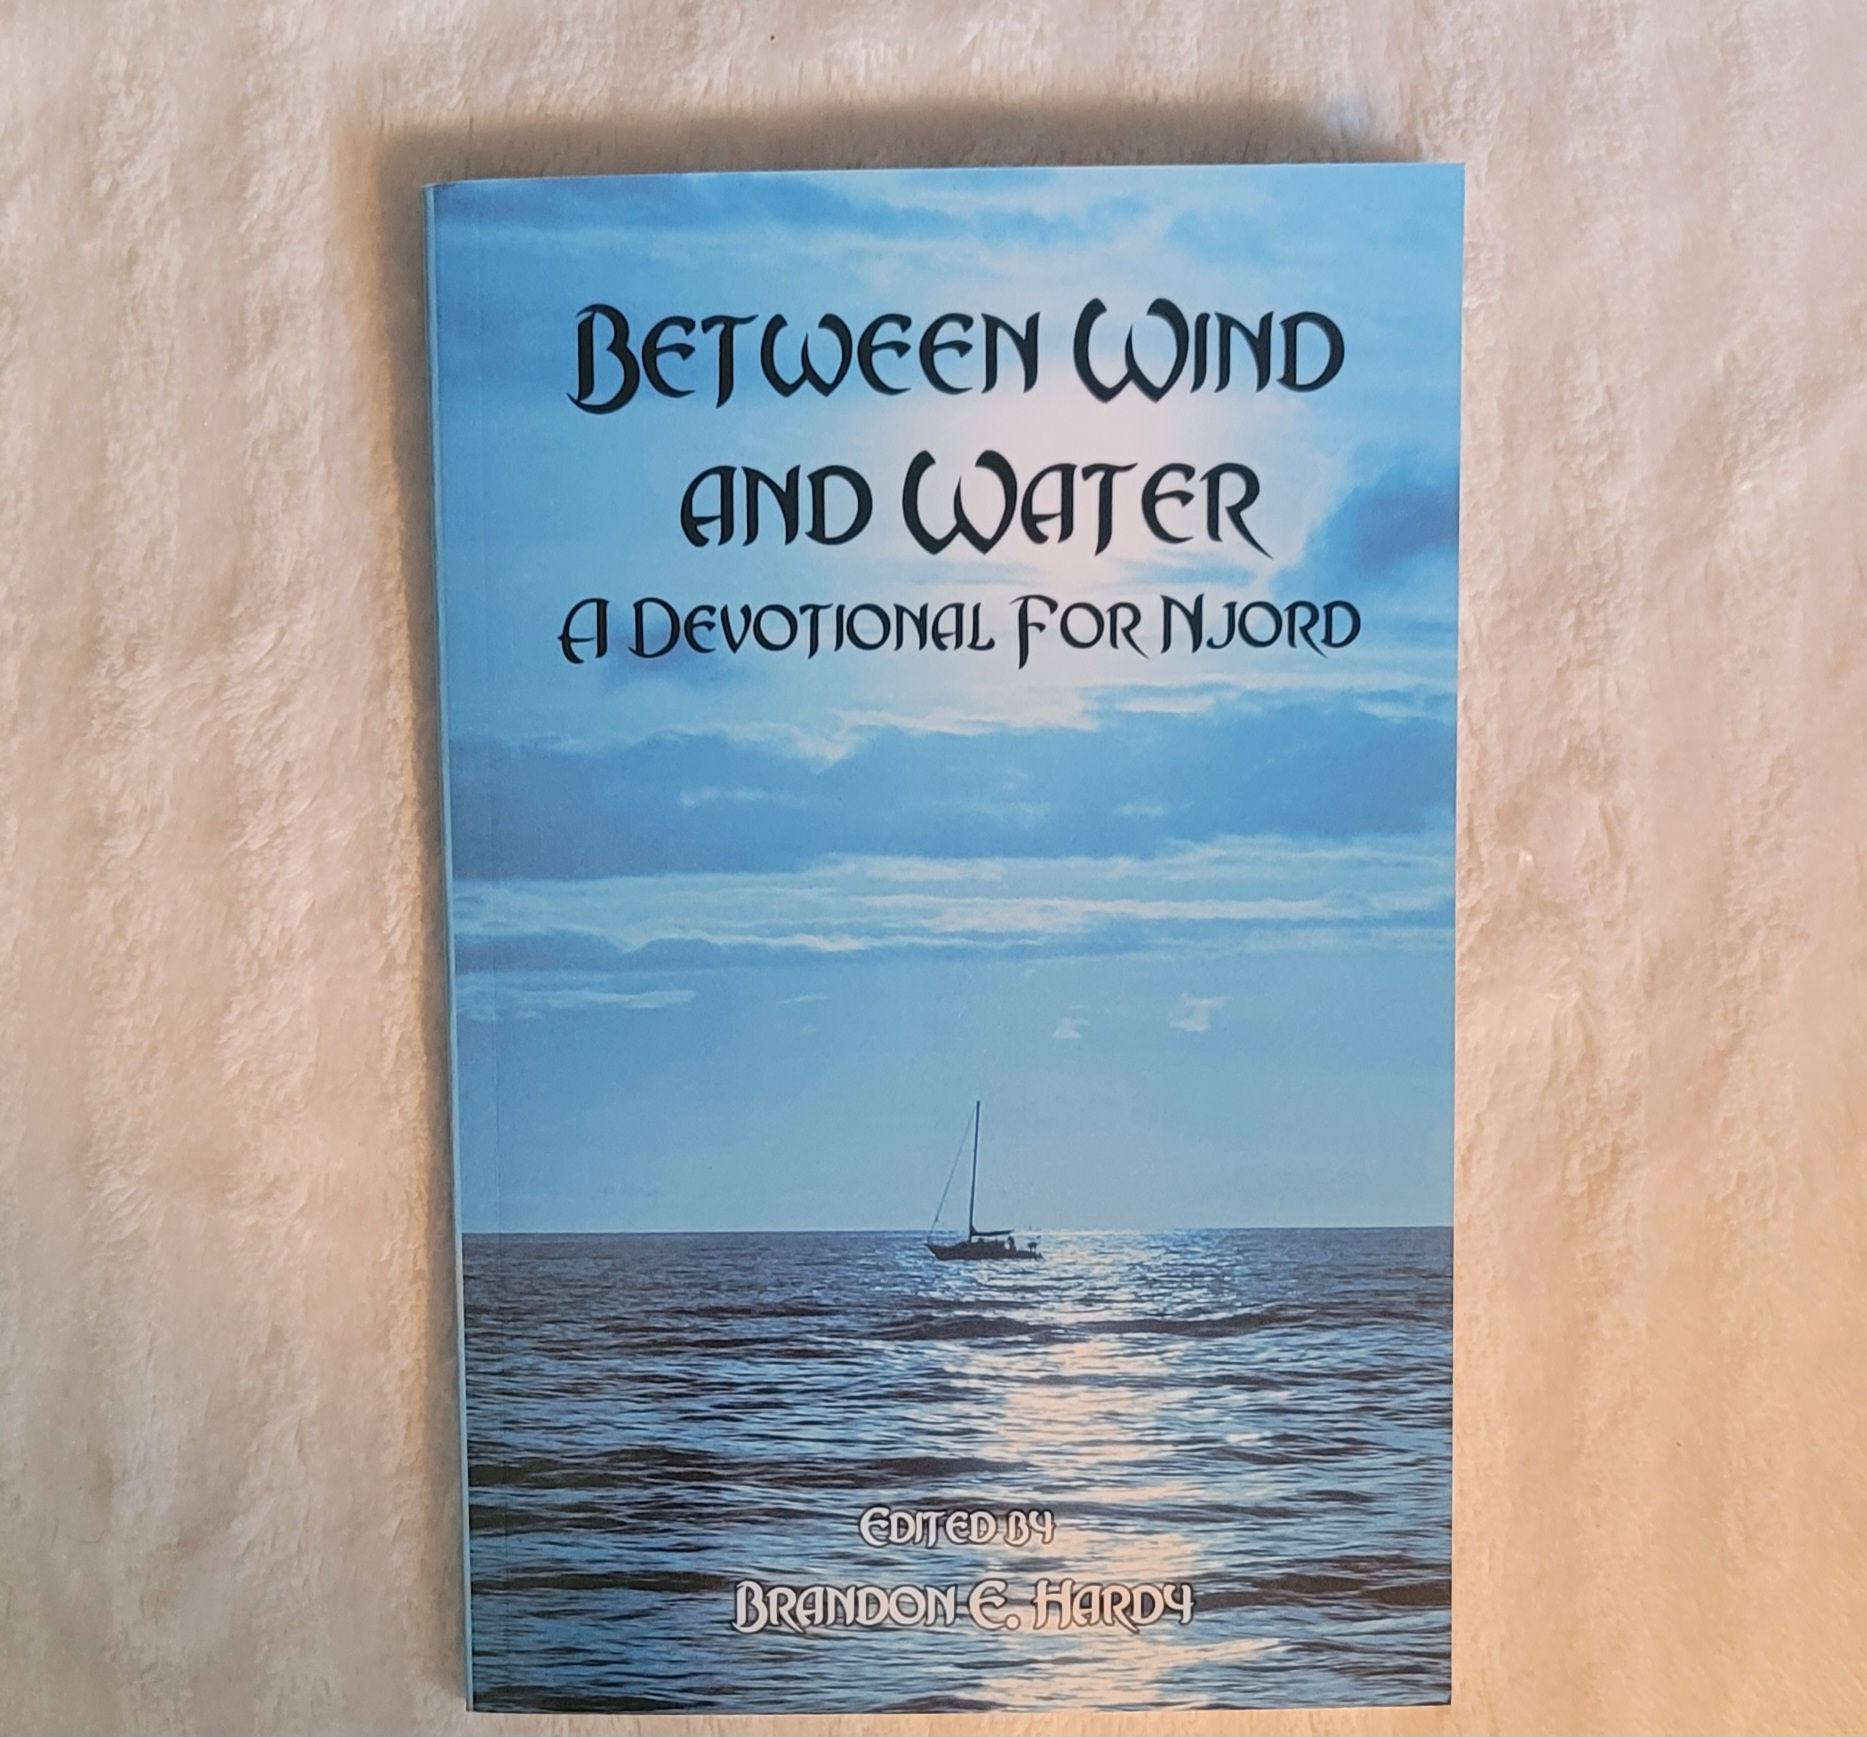 Between Wind
and Water
A Devotional For Njord
Edited by
Brandon E. Hardy